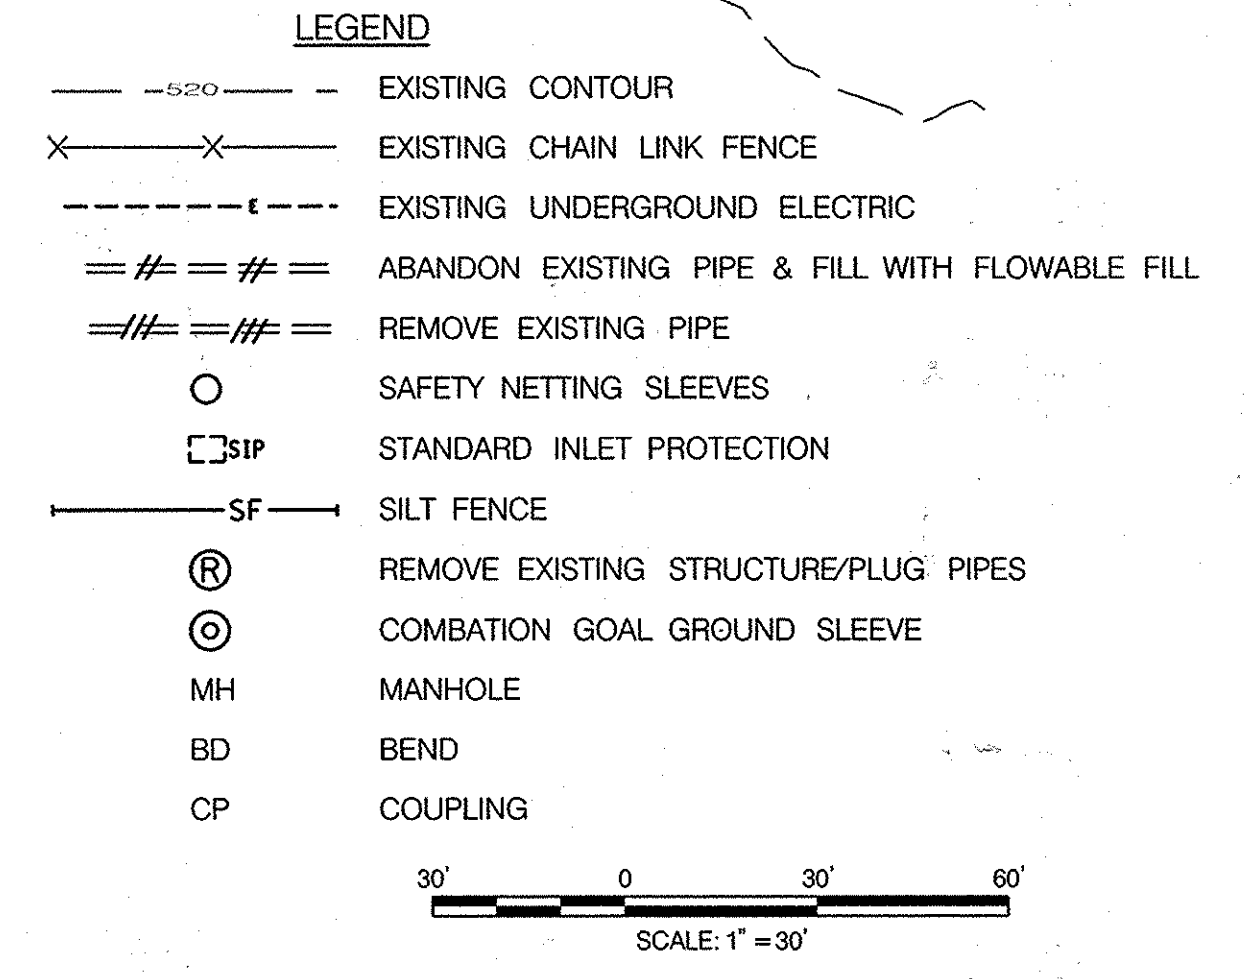 LEGEND
520 EXISTING CONTOUR
X X EXISTING CHAIN LINK FENCE
E EXISTING UNDERGROUND ELECTRIC
ABANDON EXISTING PIPE & FILL WITH FLOWABLE FILL
REMOVE EXISTING PIPE
SAFETY NETTING SLEEVES
SIP STANDARD INLET PROTECTION
SF SILT FENCE
R REMOVE EXISTING STRUCTURE/PLUG PIPES
COMBATION GOAL GROUND SLEEVE
MH MANHOLE
BD BEND
CP COUPLING
30' 0 30' 60'
SCALE: 1" = 30'